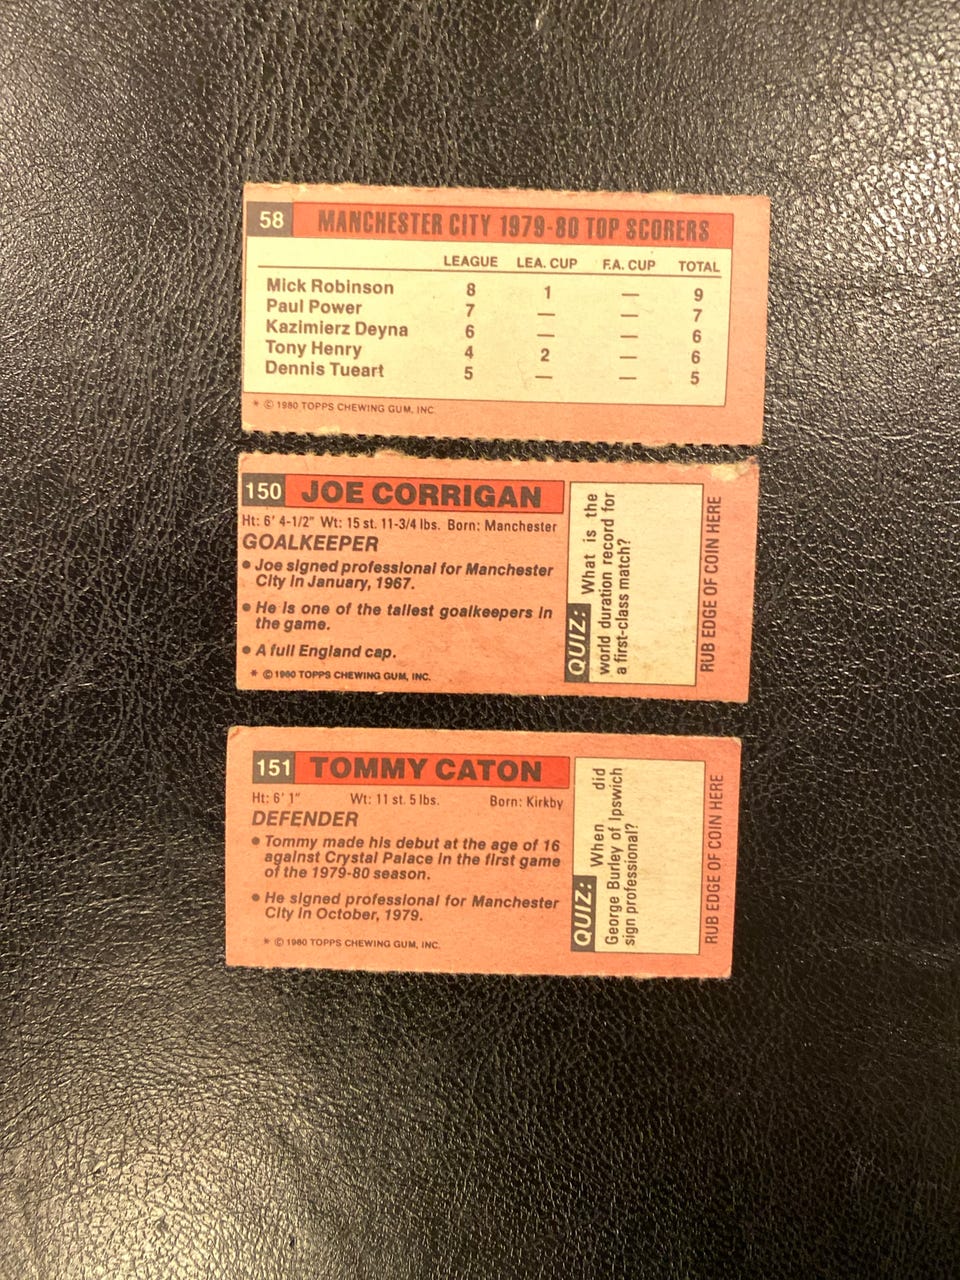 58 MANCHESTER CITY 1979-80 TOP SCORERS
LEAGUE LEA. CUP F.A. CUP TOTAL
Mick Robinson 8 1 — 9
Paul Power 7 — — 7
Kazimierz Deyna 6 — — 6
Tony Henry 4 2 — 6
Dennis Tueart 5 — — 5
* © 1980 TOPPS CHEWING GUM, INC.
150 JOE CORRIGAN
Ht: 6' 4-1/2" Wt: 15 st. 11-3/4 lbs. Born: Manchester
GOALKEEPER
• Joe signed professional for Manchester
City in January, 1967.
• He is one of the tallest goalkeepers in
the game.
• A full England cap.
* © 1980 TOPPS CHEWING GUM, INC.
QUIZ: What is the
world duration record for
a first-class match?
RUB EDGE OF COIN HERE
151 TOMMY CATON
Ht: 6' 1" Wt: 11 st. 5 lbs. Born: Kirkby
DEFENDER
• Tommy made his debut at the age of 16
against Crystal Palace in the first game
of the 1979-80 season.
• He signed professional for Manchester
City in October, 1979.
* © 1980 TOPPS CHEWING GUM, INC.
QUIZ: When did
George Burley of Ipswich
sign professional?
RUB EDGE OF COIN HERE